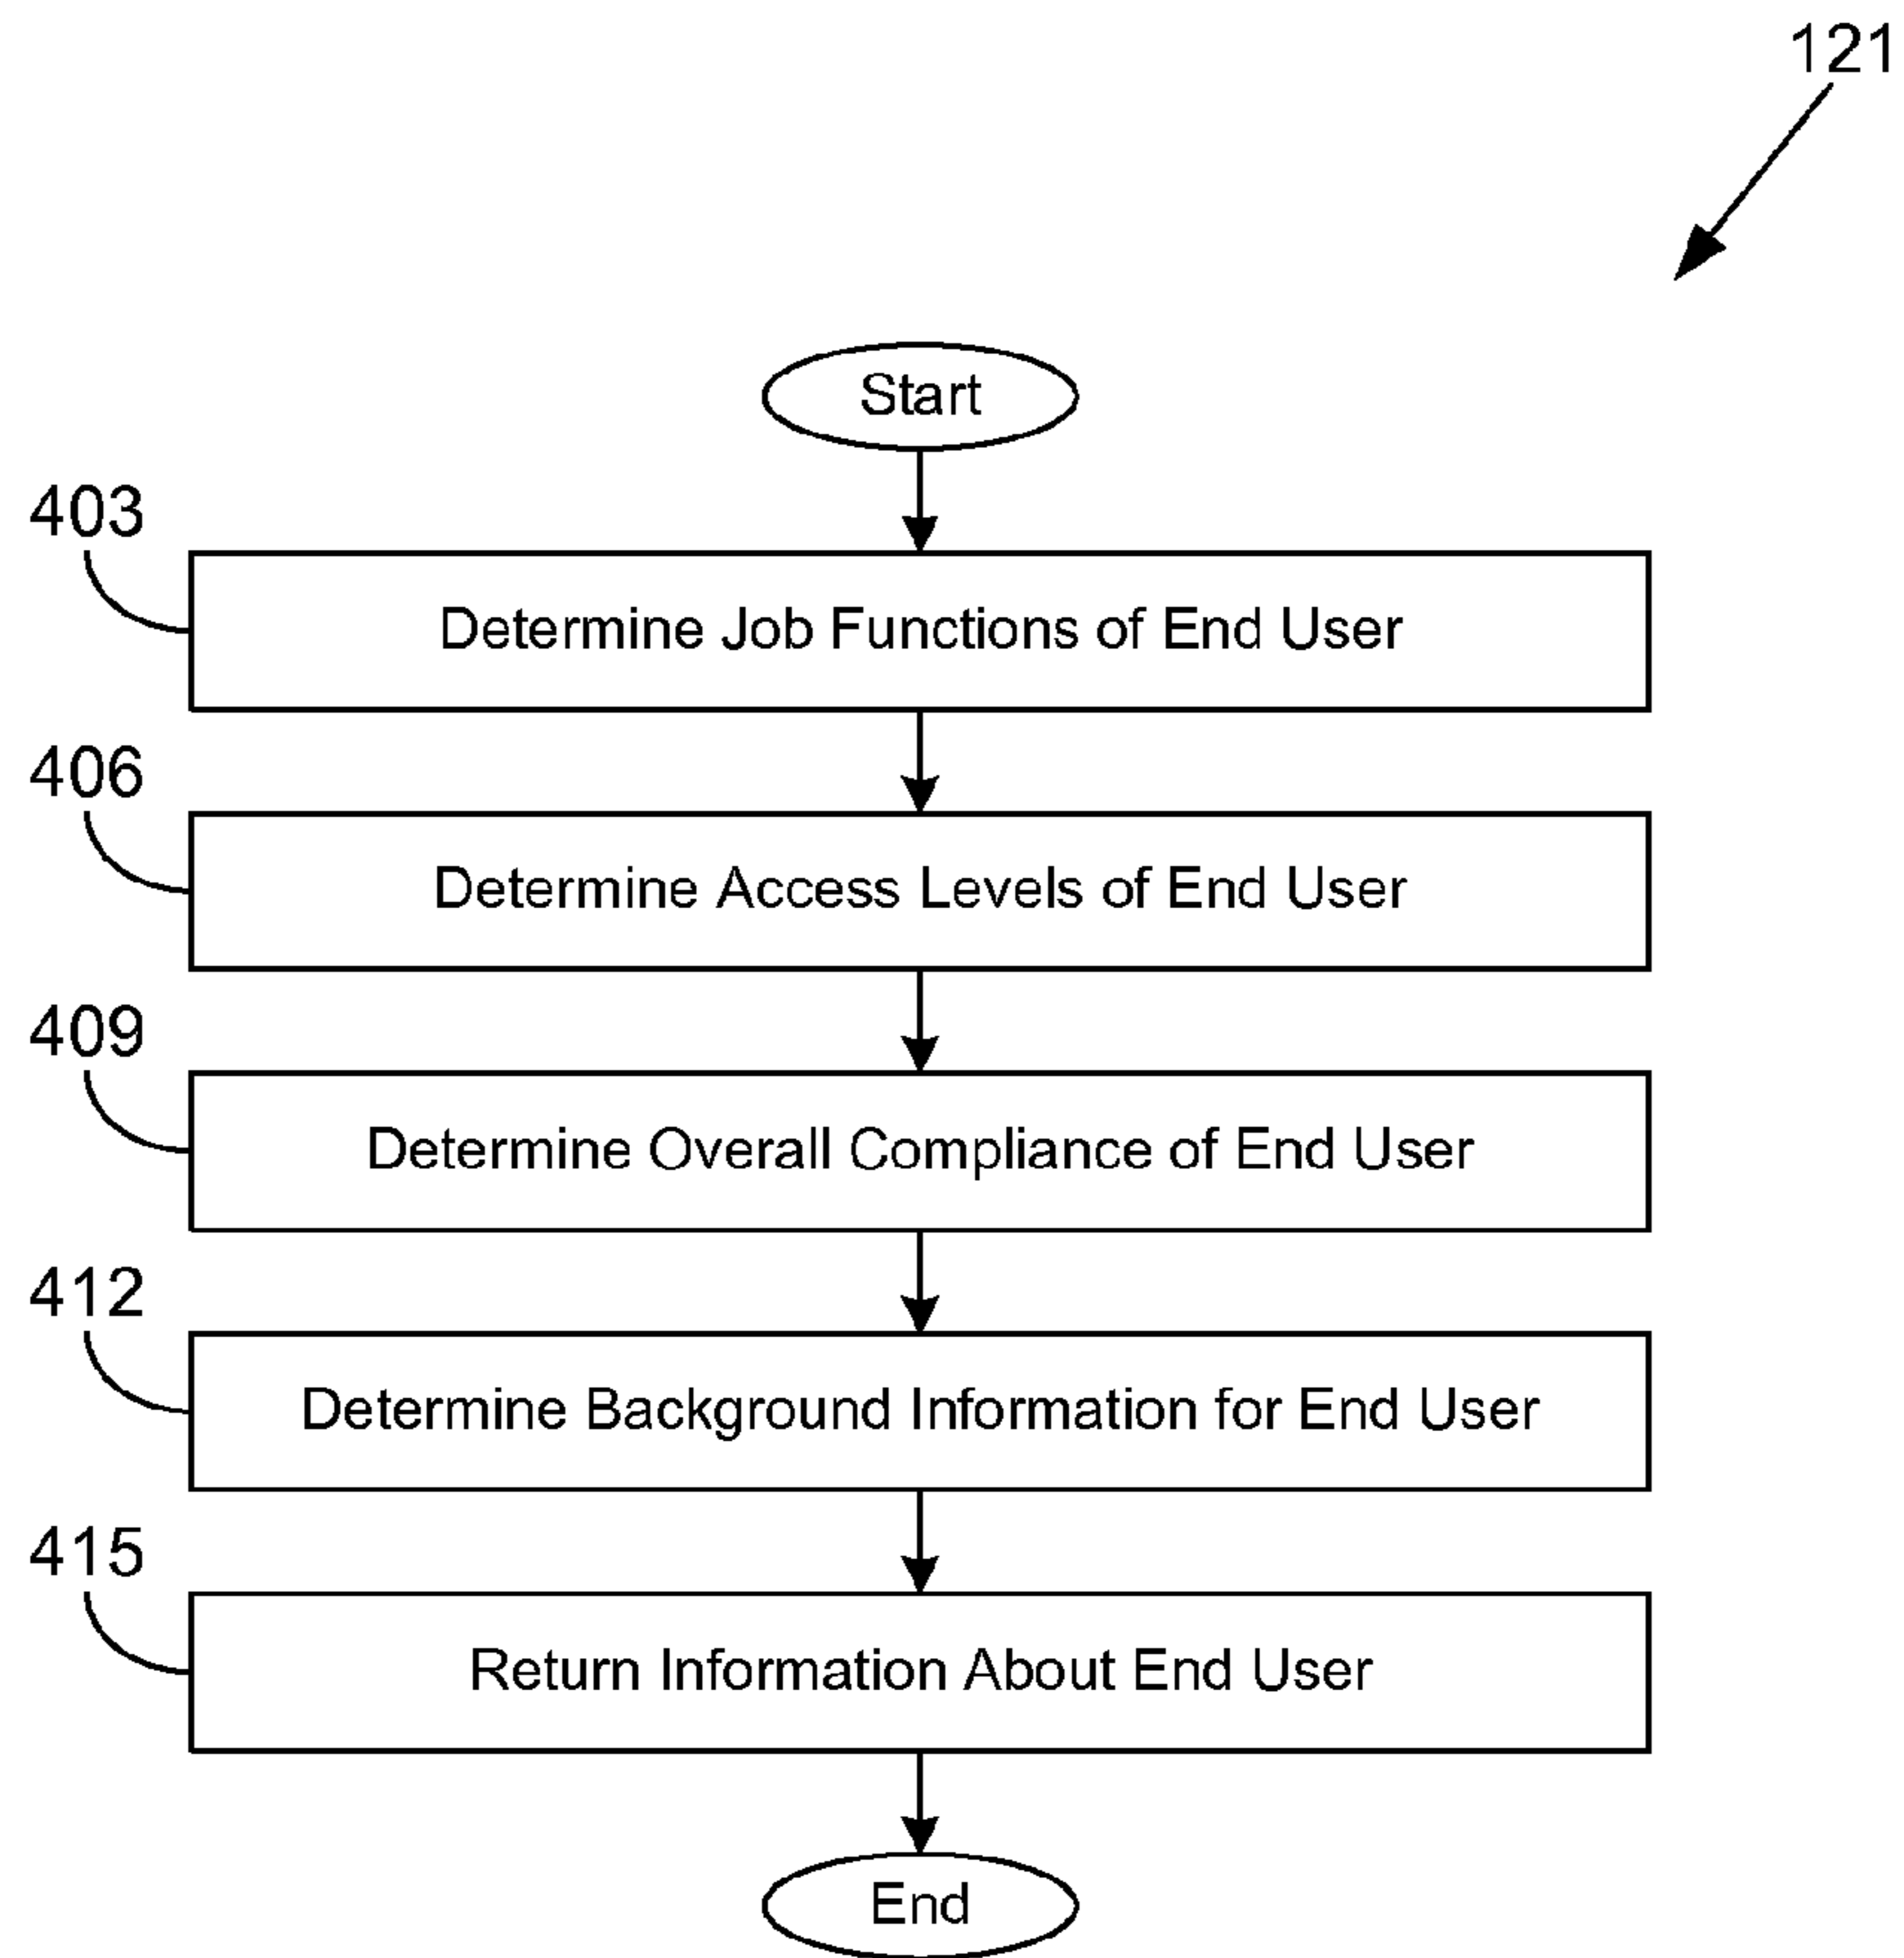 121
Start
403
Determine Job Functions of End User
406
Determine Access Levels of End User
409
Determine Overall Compliance of End User
412
Determine Background Information for End User
415
Return Information About End User
End